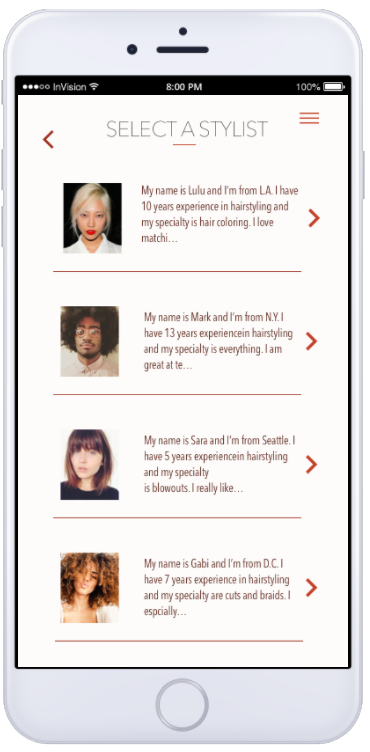 InVision
8:00 PM
100%
SELECT A STYLIST
My name is Lulu and I'm from L.A. I have
10 years experience in hairstyling and
my specialty is hair coloring. I love
matchi...
My name is Mark and I'm from N.Y. I
have 13 years experiencein hairstyling
and my specialty is everything. I am
great at te...
My name is Sara and I'm from Seattle. I
have 5 years experiencein hairstyling
and my specialty
is blowouts. I really like...
My name is Gabi and I'm from D.C. I
have 7 years experience in hairstyling
and my specialty are cuts and braids. I
espcially...